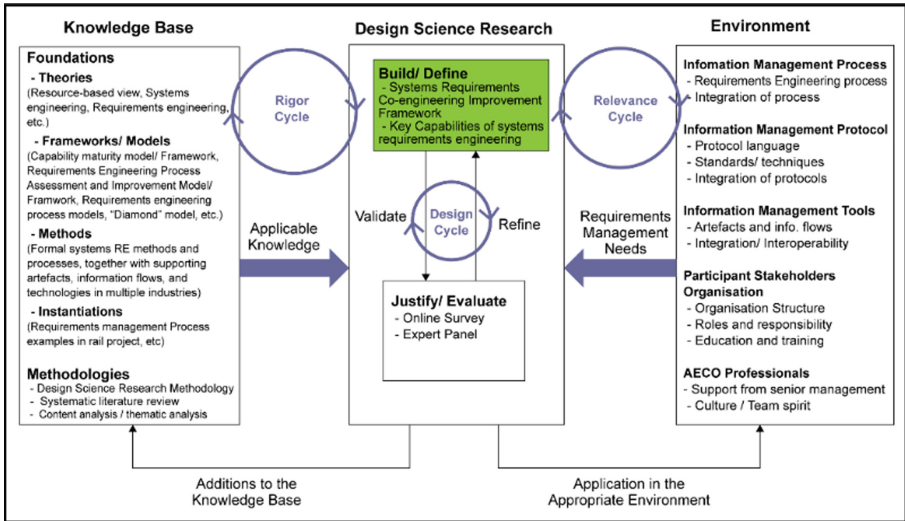 Knowledge Base
Foundations
- Theories
(Resource-based view, Systems
engineering, Requirements engineering,
etc.)
- Frameworks/ Models
(Capability maturity model/ Framework,
Requirements Engineering Process
Assessment and Improvement Model/
Framwork, Requirements engineering
process models, “Diamond” model, etc.)
- Methods
(Formal systems RE methods and
processes, together with supporting
artefacts, information flows, and
technologies in multiple industries)
- Instantiations
(Requirements management Process
examples in rail project, etc)
Methodologies
- Design Science Research Methodology
- Systematic literature review
- Content analysis / thematic analysis
Rigor
Cycle
Applicable
Knowledge
Design Science Research
Build/ Define
- Systems Requirements
Co-engineering Improvement
Framework
- Key Capabilities of systems
requirements engineering
Validate
Design
Cycle
Refine
Justify/ Evaluate
- Online Survey
- Expert Panel
Relevance
Cycle
Requirements
Management
Needs
Environment
Infomation Management Process
- Requirements Engineering process
- Integration of process
Information Management Protocol
- Protocol language
- Standards/ techniques
- Integration of protocols
Information Management Tools
- Artefacts and info. flows
- Integration/ Interoperability
Participant Stakeholders
Organisation
- Organisation Structure
- Roles and responsibility
- Education and training
AECO Professionals
- Support from senior management
- Culture / Team spirit
Additions to the
Knowledge Base
Application in the
Appropriate Environment